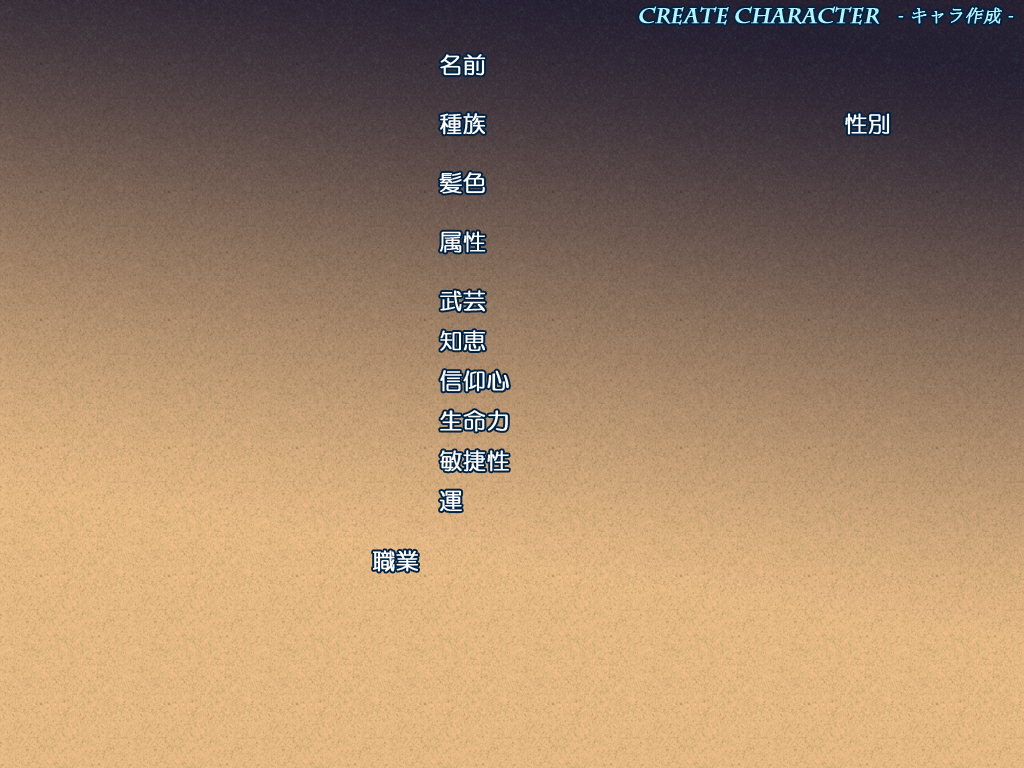 CREATE CHARACTER - キャラ作成 -
名前
種族 性別
髪色
属性
武芸
知恵
信仰心
生命力
敏捷性
運
職業